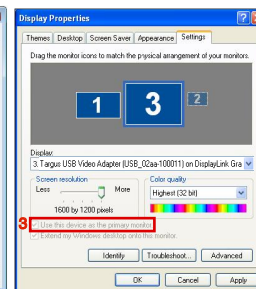 Display Properties
Themes Desktop Screen Saver Appearance Settings
Drag the monitor icons to match the physical arrangement of your monitors.
1 3 2
Display:
3. Targus USB Video Adapter (USB_02aa-100011) on DisplayLink Gra
Screen resolution
Less More
1600 by 1200 pixels
Color quality
Highest (32 bit)
3 Use this device as the primary monitor.
Extend my Windows desktop onto this monitor.
Identify Troubleshoot... Advanced
OK Cancel Apply